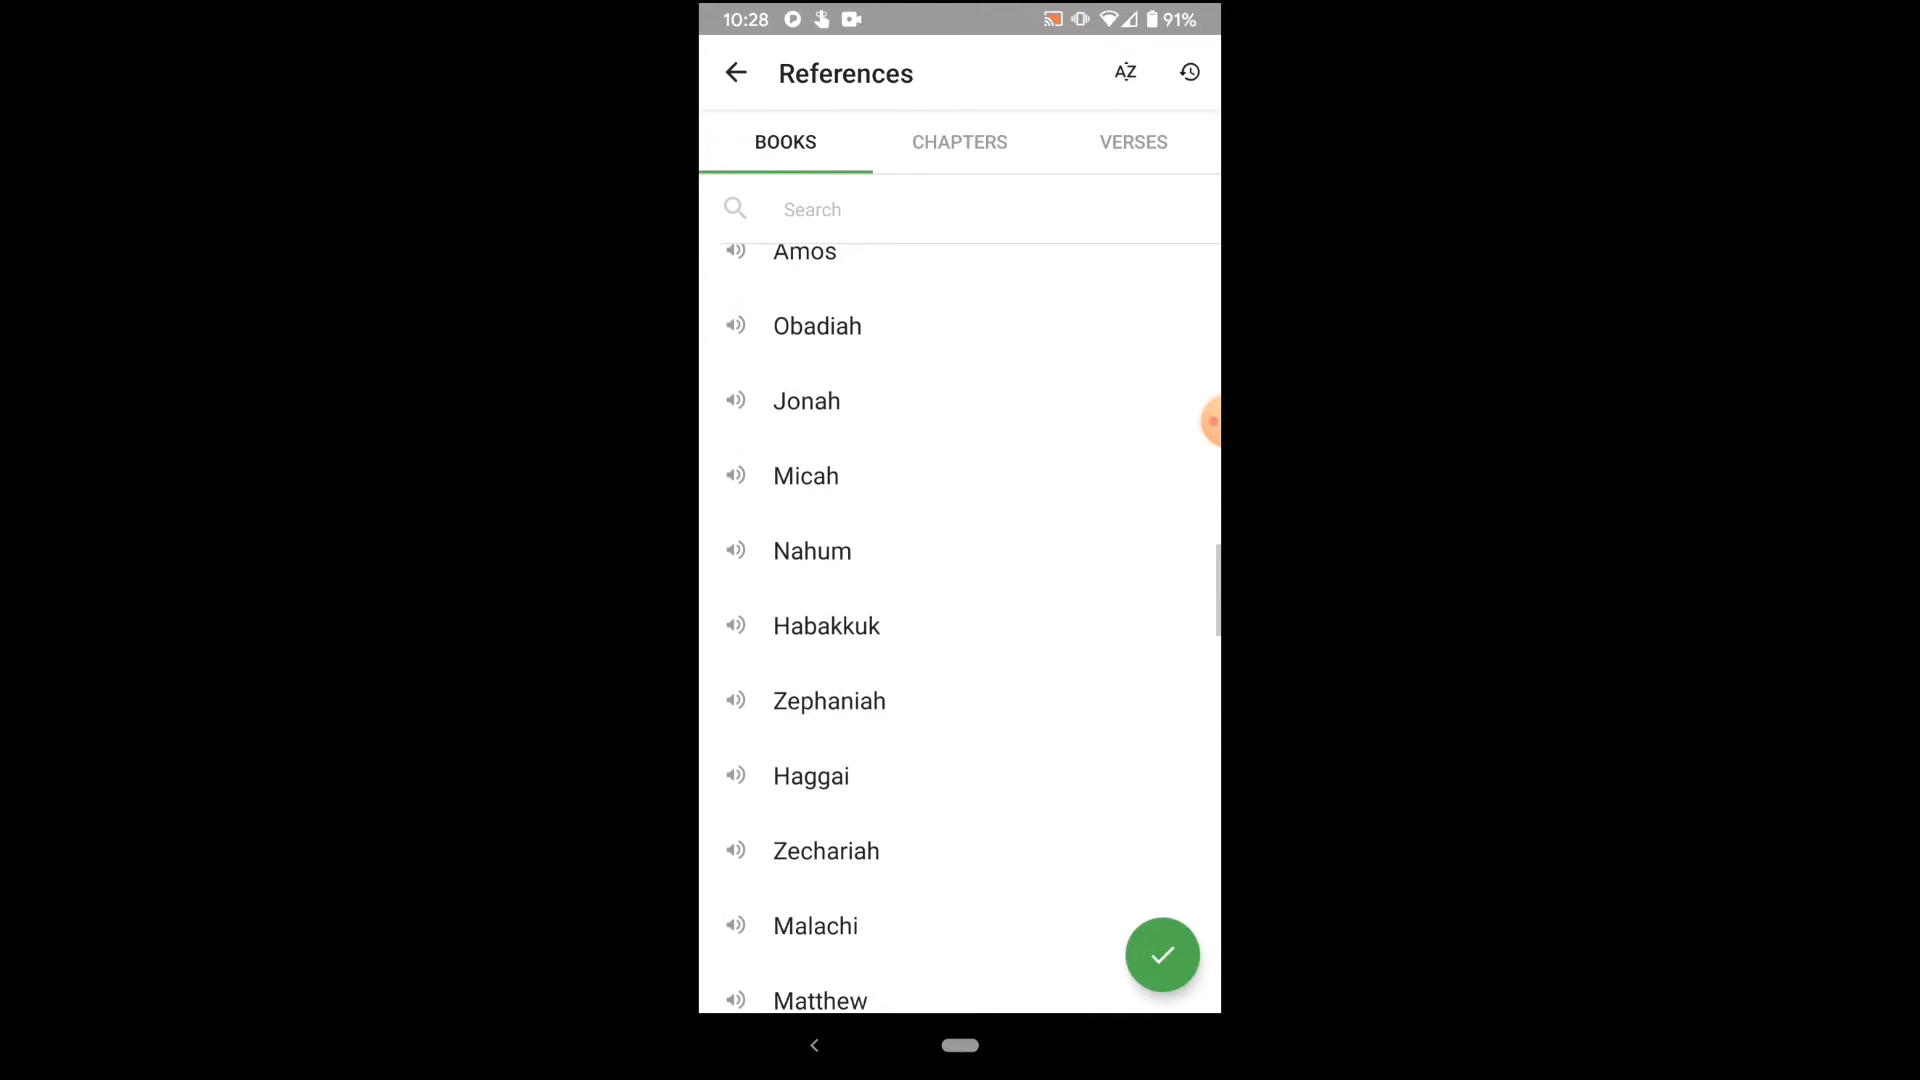 10:28 91%
References AZ
BOOKS CHAPTERS VERSES
Search
Amos
Obadiah
Jonah
Micah
Nahum
Habakkuk
Zephaniah
Haggai
Zechariah
Malachi
Matthew